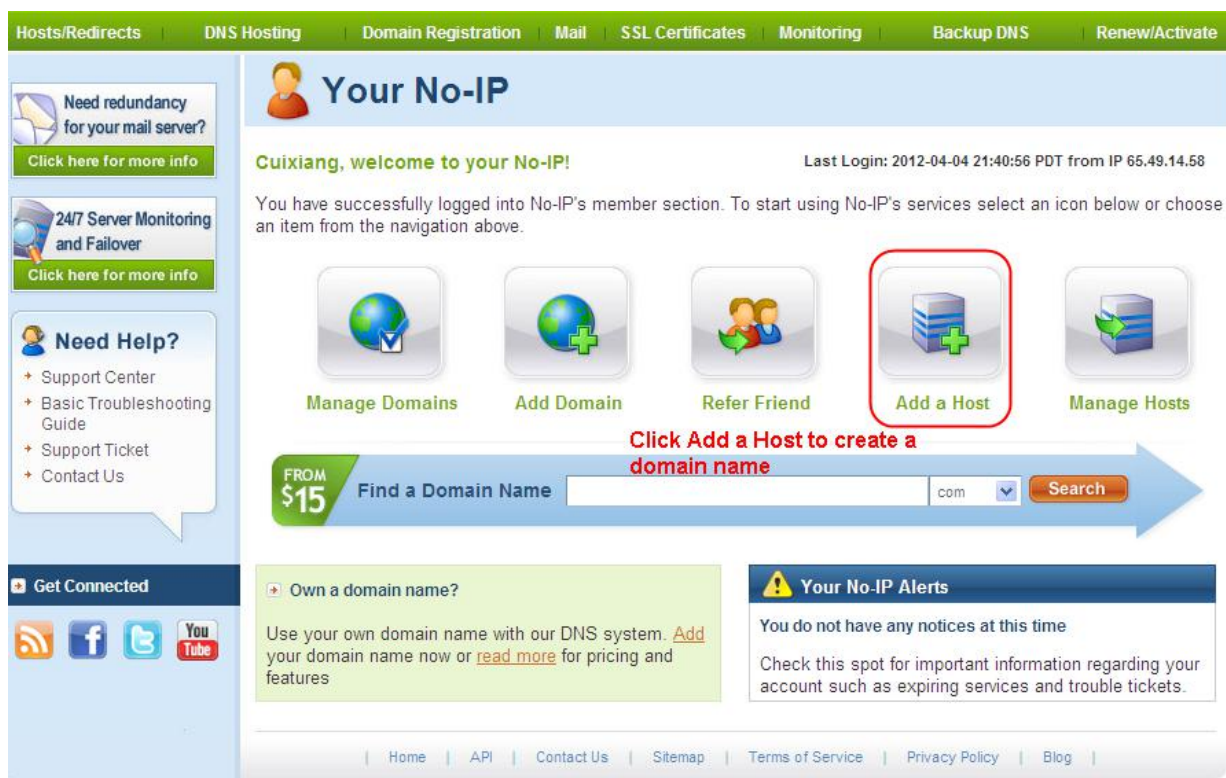 Hosts/Redirects DNS Hosting Domain Registration Mail SSL Certificates Monitoring Backup DNS Renew/Activate
Need redundancy
for your mail server?
Click here for more info
24/7 Server Monitoring
and Failover
Click here for more info
Need Help?
Support Center
Basic Troubleshooting
Guide
Support Ticket
Contact Us
Get Connected
You
Tube
Your No-IP
Cuixiang, welcome to your No-IP!
Last Login: 2012-04-04 21:40:56 PDT from IP 65.49.14.58
You have successfully logged into No-IP's member section. To start using No-IP's services select an icon below or choose
an item from the navigation above.
Manage Domains
Add Domain
Refer Friend
Add a Host
Manage Hosts
Click Add a Host to create a
domain name
FROM
$15
Find a Domain Name
com
Search
Own a domain name?
Use your own domain name with our DNS system. Add
your domain name now or read more for pricing and
features
Your No-IP Alerts
You do not have any notices at this time
Check this spot for important information regarding your
account such as expiring services and trouble tickets.
| Home | API | Contact Us | Sitemap | Terms of Service | Privacy Policy | Blog |